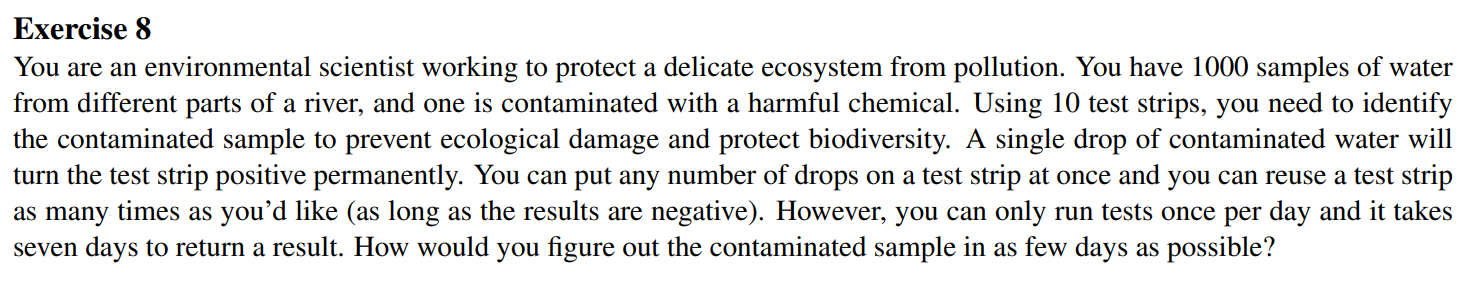 Exercise 8
You are an environmental scientist working to protect a delicate ecosystem from pollution. You have 1000 samples of water
from different parts of a river, and one is contaminated with a harmful chemical. Using 10 test strips, you need to identify
the contaminated sample to prevent ecological damage and protect biodiversity. A single drop of contaminated water will
turn the test strip positive permanently. You can put any number of drops on a test strip at once and you can reuse a test strip
as many times as you’d like (as long as the results are negative). However, you can only run tests once per day and it takes
seven days to return a result. How would you figure out the contaminated sample in as few days as possible?